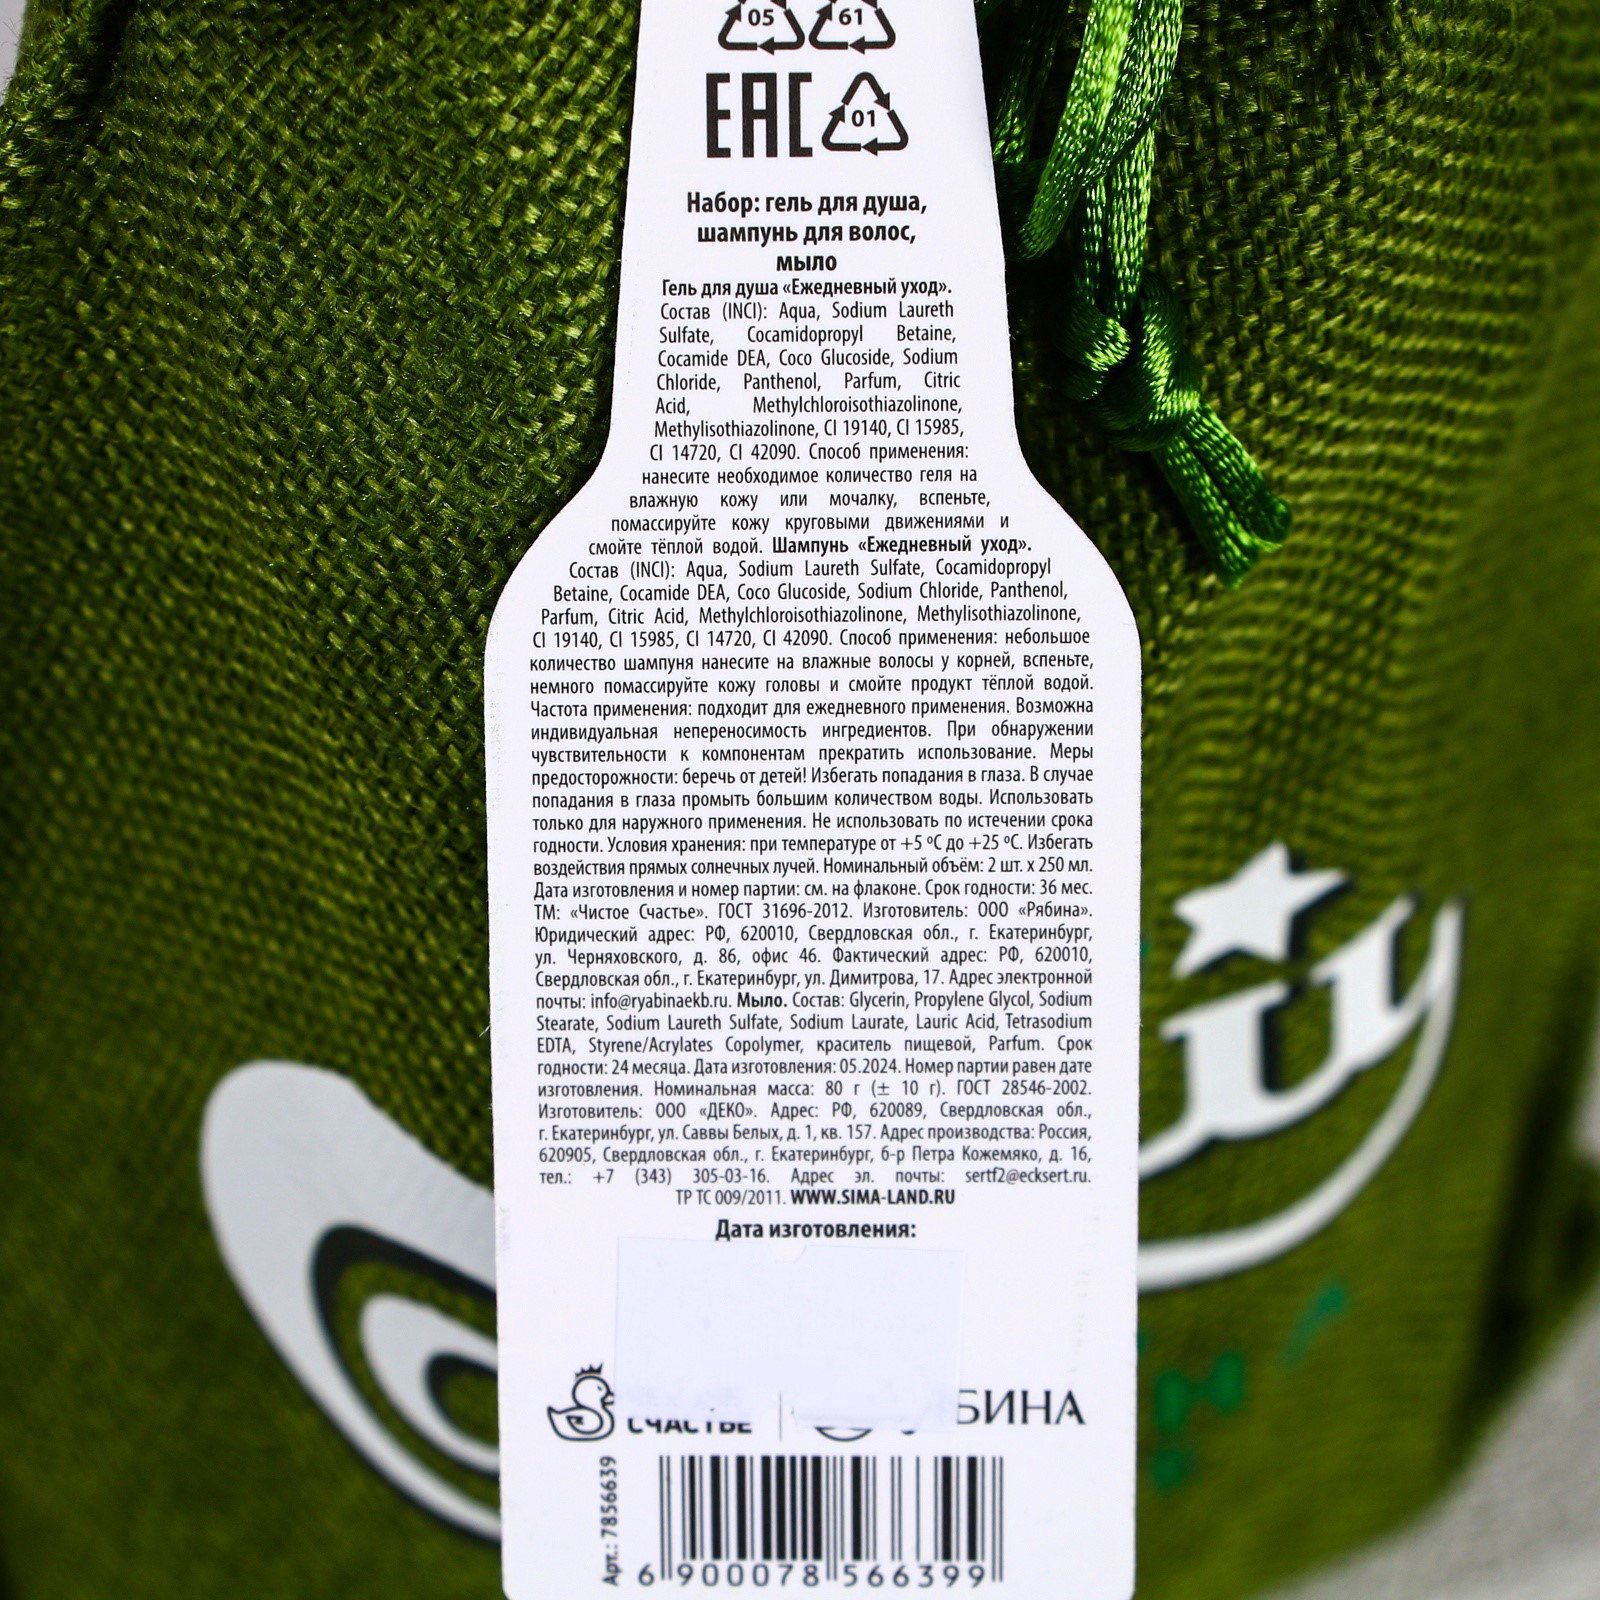 05 61
EAC 01
Набор: гель для душа,
шампунь для волос,
мыло
Гель для душа «Ежедневный уход».
Состав (INCI): Aqua, Sodium Laureth
Sulfate, Cocamidopropyl Betaine,
Cocamide DEA, Coco Glucoside, Sodium
Chloride, Panthenol, Parfum, Citric
Acid, Methylchloroisothiazolinone,
Methylisothiazolinone, CI 19140, CI 15985,
CI 14720, CI 42090. Способ применения:
нанесите необходимое количество геля на
влажную кожу или мочалку, вспеньте,
помассируйте кожу круговыми движениями и
смойте тёплой водой. Шампунь «Ежедневный уход».
Состав (INCI): Aqua, Sodium Laureth Sulfate, Cocamidopropyl
Betaine, Cocamide DEA, Coco Glucoside, Sodium Chloride, Panthenol,
Parfum, Citric Acid, Methylchloroisothiazolinone, Methylisothiazolinone,
CI 19140, CI 15985, CI 14720, CI 42090. Способ применения: небольшое
количество шампуня нанесите на влажные волосы у корней, вспеньте,
немного помассируйте кожу головы и смойте продукт тёплой водой.
Частота применения: подходит для ежедневного применения. Возможна
индивидуальная непереносимость ингредиентов. При обнаружении
чувствительности к компонентам прекратить использование. Меры
предосторожности: беречь от детей! Избегать попадания в глаза. В случае
попадания в глаза промыть большим количеством воды. Использовать
только для наружного применения. Не использовать по истечении срока
годности. Условия хранения: при температуре от +5 ºC до +25 ºC. Избегать
воздействия прямых солнечных лучей. Номинальный объём: 2 шт. х 250 мл.
Дата изготовления и номер партии: см. на флаконе. Срок годности: 36 мес.
ТМ: «Чистое Счастье». ГОСТ 31696-2012. Изготовитель: ООО «Рябина».
Юридический адрес: РФ, 620010, Свердловская обл., г. Екатеринбург,
ул. Черняховского, д. 86, офис 46. Фактический адрес: РФ, 620010,
Свердловская обл., г. Екатеринбург, ул. Димитрова, 17. Адрес электронной
почты: info@ryabinaekb.ru. Мыло. Состав: Glycerin, Propylene Glycol, Sodium
Stearate, Sodium Laureth Sulfate, Sodium Laurate, Lauric Acid, Tetrasodium
EDTA, Styrene/Acrylates Copolymer, краситель пищевой, Parfum. Срок
годности: 24 месяца. Дата изготовления: 05.2024. Номер партии равен дате
изготовления. Номинальная масса: 80 г (± 10 г). ГОСТ 28546-2002.
Изготовитель: ООО «ДЕКО». Адрес: РФ, 620089, Свердловская обл.,
г. Екатеринбург, ул. Саввы Белых, д. 1, кв. 157. Адрес производства: Россия,
620905, Свердловская обл., г. Екатеринбург, б-р Петра Кожемяко, д. 16,
тел.: +7 (343) 305-03-16. Адрес эл. почты: sertf2@ecksert.ru.
ТР ТС 009/2011. WWW.SIMA-LAND.RU
Дата изготовления:
СЧАСТЬЕ
Арт.: 7856639
6 900078 566399